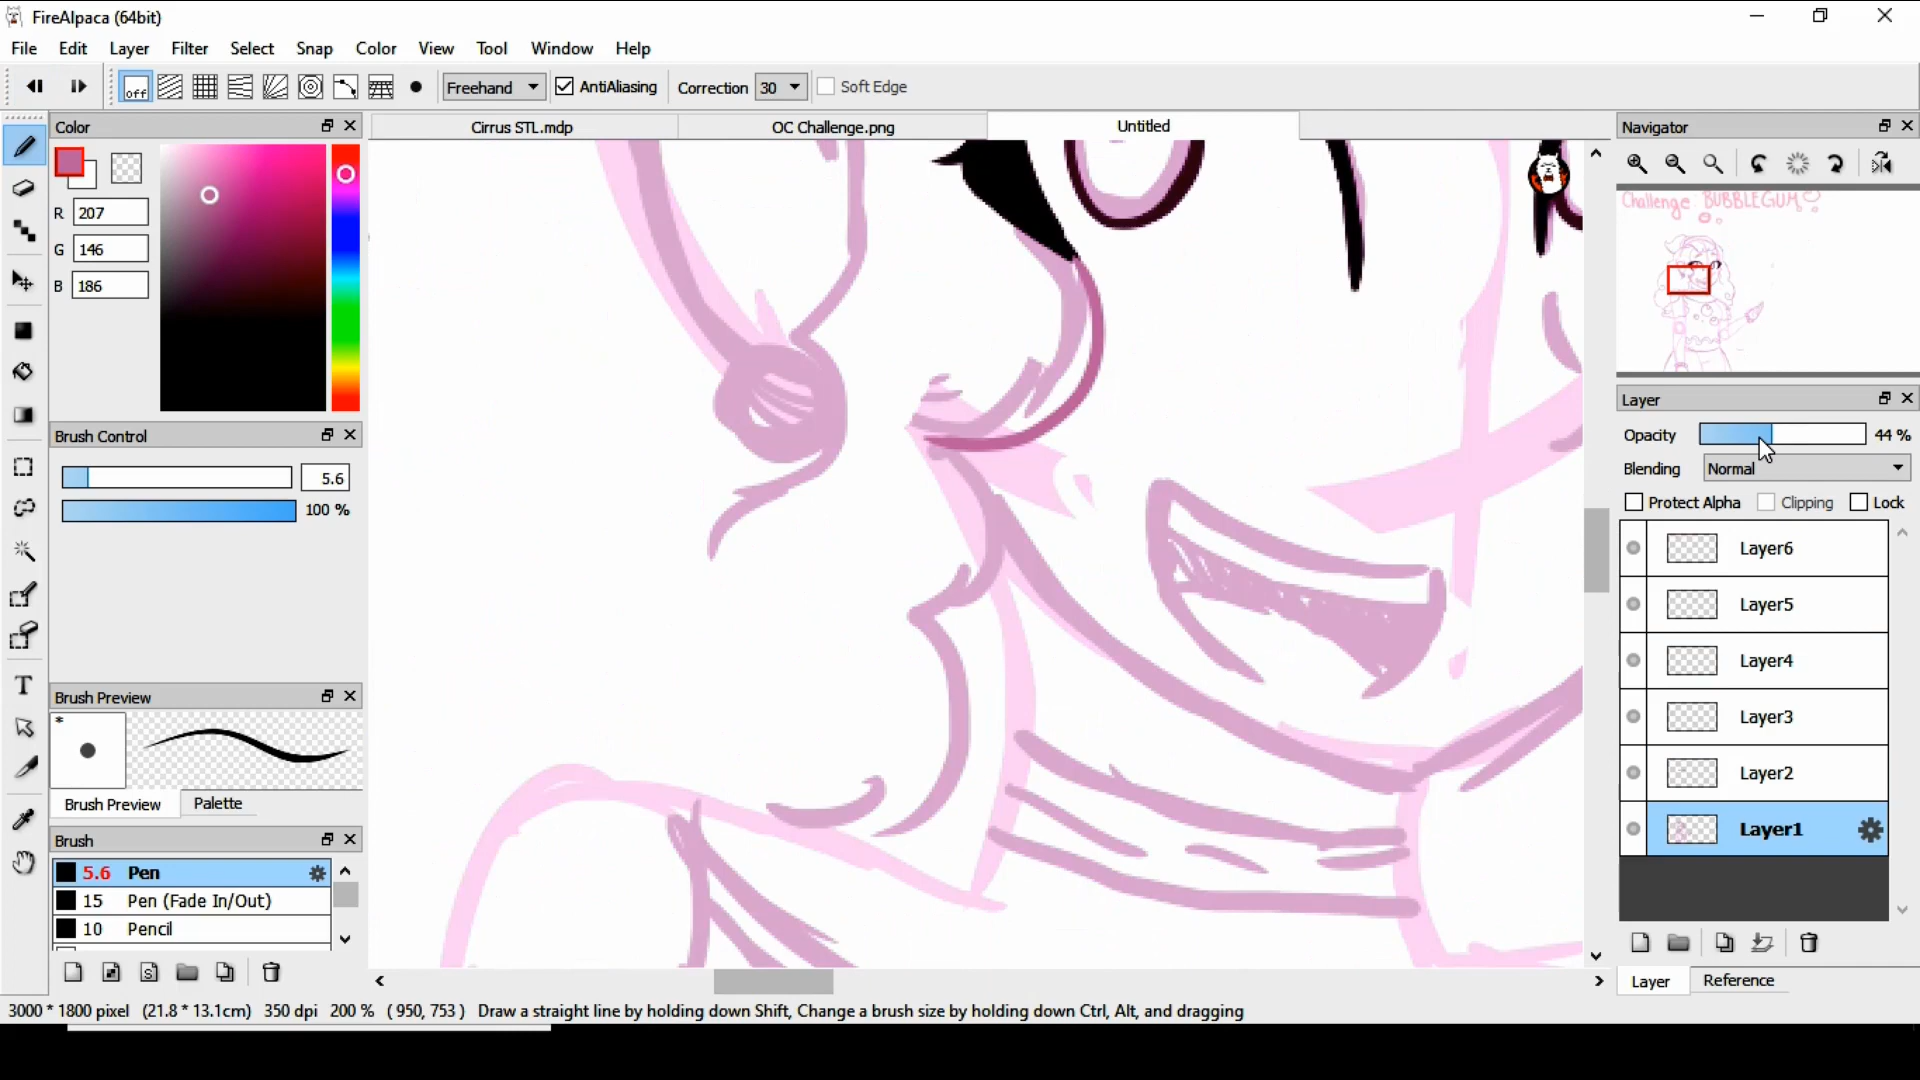 FireAlpaca (64bit)
File Edit Layer Filter Select Snap Color View Tool Window Help
off Freehand AntiAliasing Correction 30 Soft Edge
Color
Cirrus STL.mdp OC Challenge.png Untitled
Navigator
R 207
G 146
B 186
Challenge BUBBLEGUM
Layer
Opacity 44 %
Brush Control
Blending Normal
5.6
Protect Alpha Clipping Lock
100 %
Layer6
Layer5
Layer4
Brush Preview
Layer3
*
Layer2
Brush Preview Palette
Layer1
Brush
5.6 Pen
15 Pen (Fade In/Out)
10 Pencil
S
Layer Reference
3000 * 1800 pixel (21.8 * 13.1cm) 350 dpi 200 % ( 950, 753 ) Draw a straight line by holding down Shift, Change a brush size by holding down Ctrl, Alt, and dragging